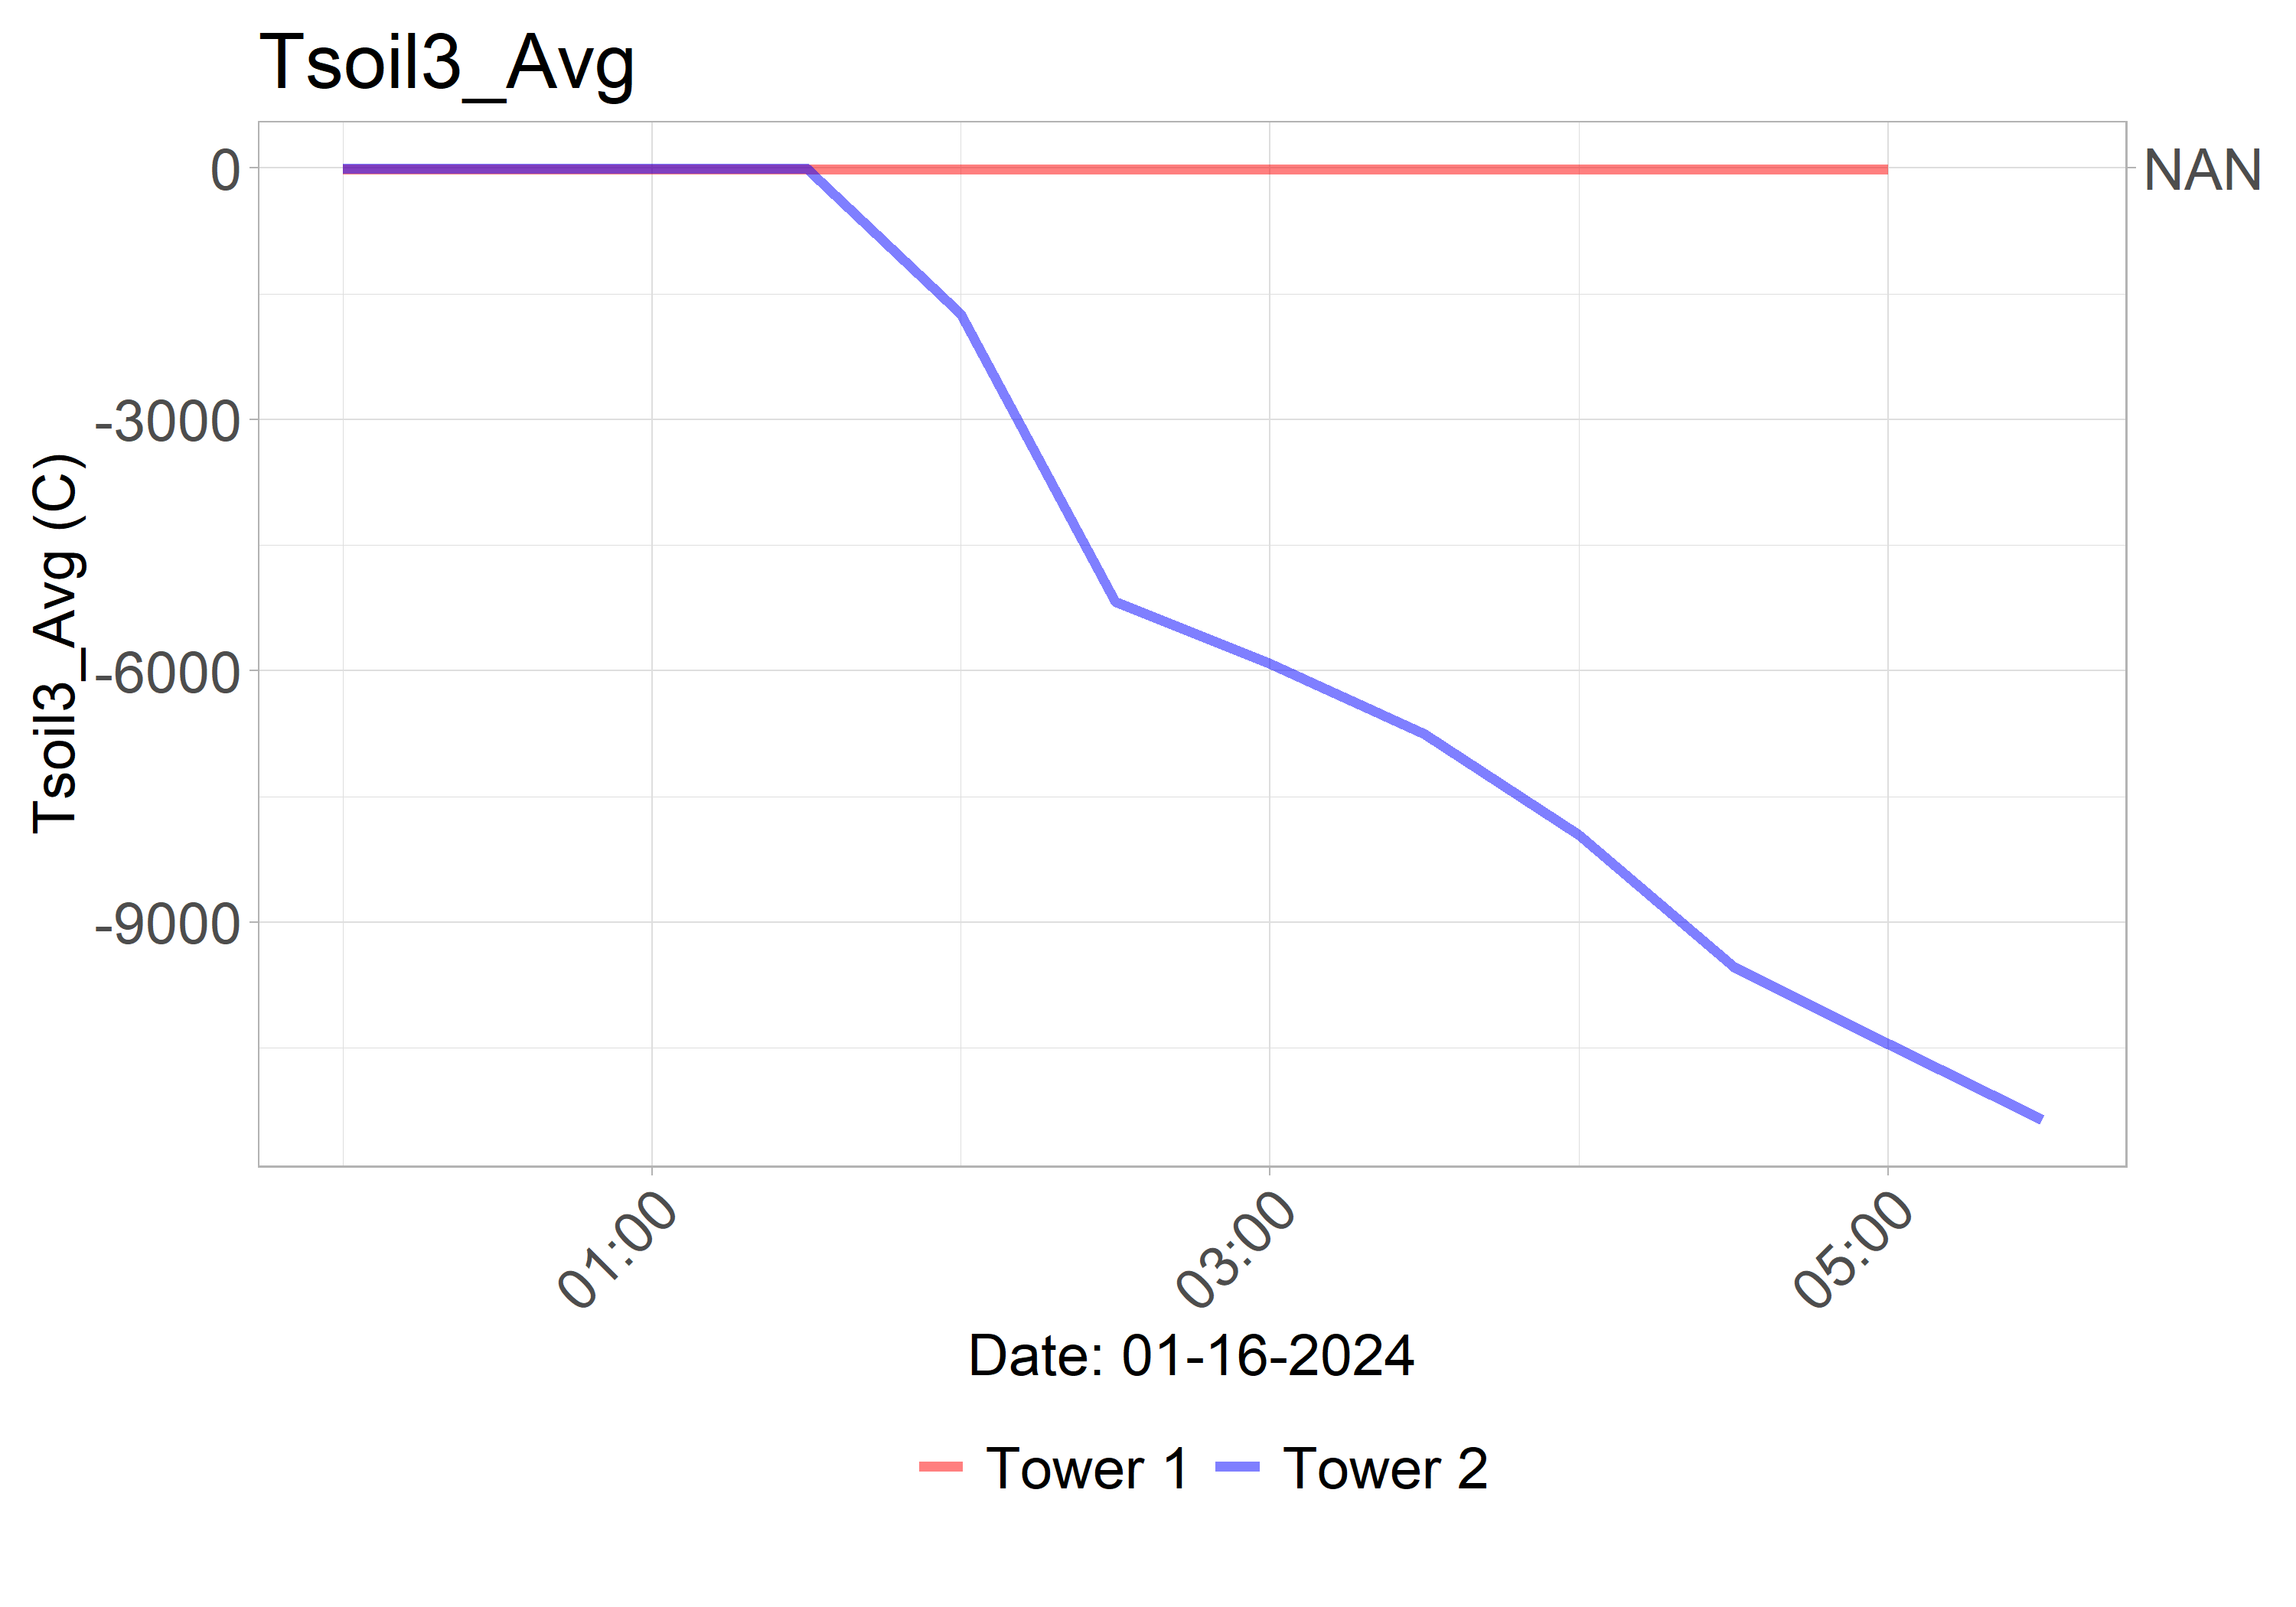 Tsoil3_Avg
0
NAN
-3000
-6000
-9000
Tsoil3_Avg (C)
01:00
03:00
05:00
Date: 01-16-2024
Tower 1
Tower 2